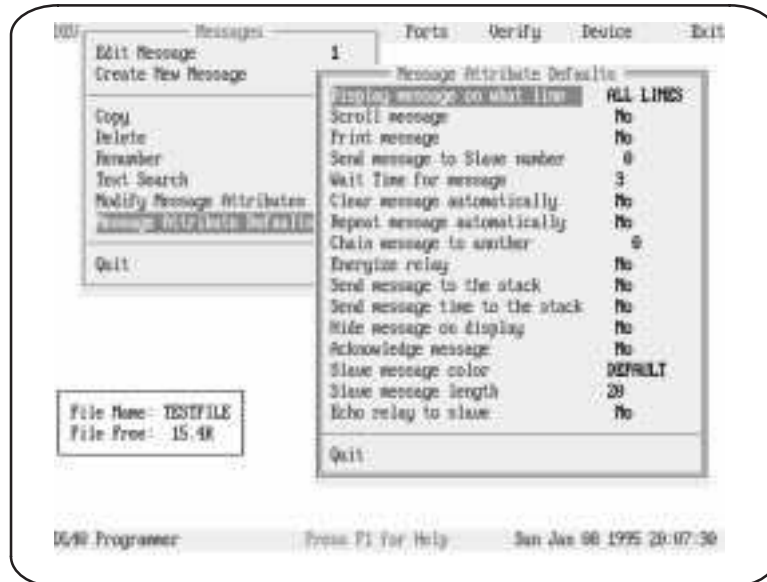 Messages Ports Verify Device Exit
Edit Message 1
Create New Message
Copy
Delete
Renumber
Text Search
Modify Message Attributes
Message Attribute Defaults
Quit
Message Attribute Defaults
Display message on what line ALL LINES
Scroll message No
Print message No
Send message to Slave number 0
Wait Time for message 3
Clear message automatically No
Repeat message automatically No
Chain message to another 0
Energize relay No
Send message to the stack No
Send message time to the stack No
Hide message on display No
Acknowledge message No
Slave message color DEFAULT
Slave message length 20
Echo relay to slave No
Quit
File Name: TESTFILE
File Free: 15.4K
Programmer Press F1 for Help Sun Jan 08 1995 20:07:30